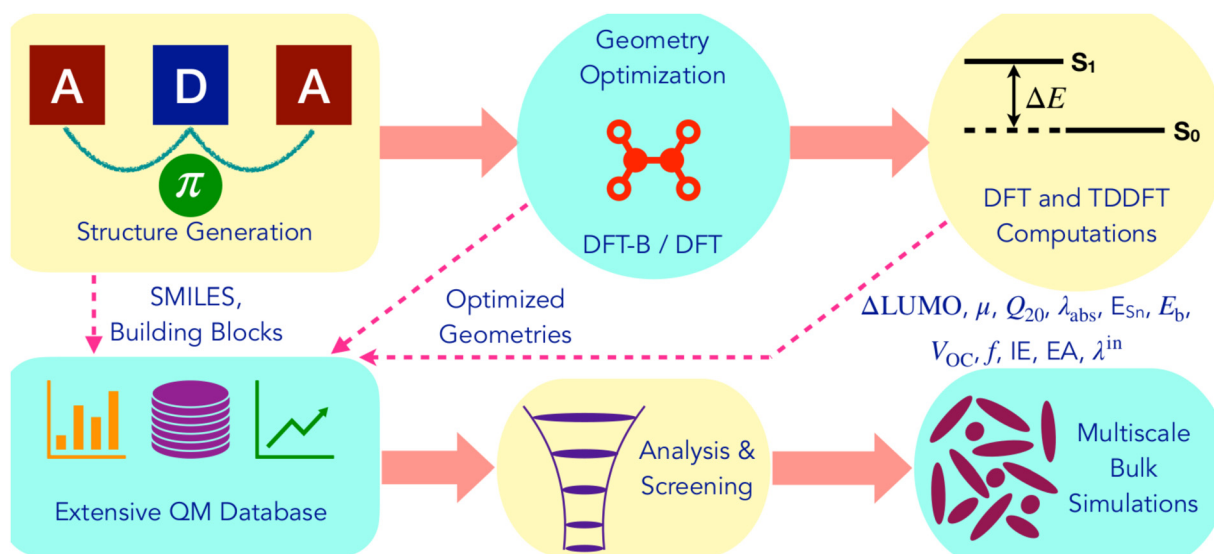 A D A
π
Structure Generation
Geometry
Optimization
DFT-B / DFT
S₁
ΔE
S₀
DFT and TDDFT
Computations
SMILES,
Building Blocks
Optimized
Geometries
ΔLUMO, μ, Q₂₀, λ_abs, E_Sn, E_b,
V_OC, f, IE, EA, λ^in
Extensive QM Database
Analysis &
Screening
Multiscale
Bulk
Simulations